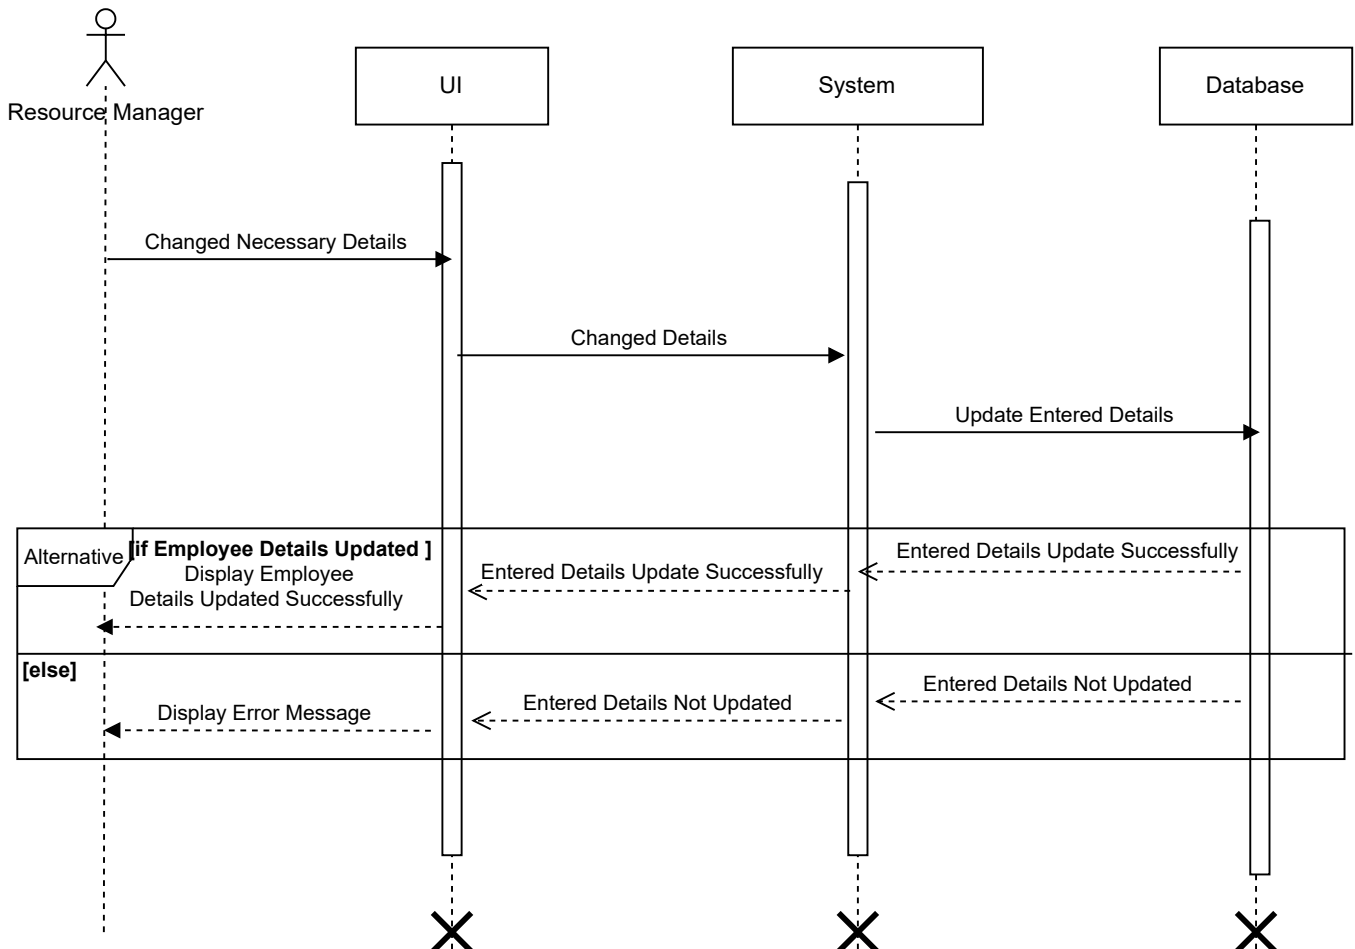 Resource Manager
UI
System
Database
Changed Necessary Details
Changed Details
Update Entered Details
Alternative
[if Employee Details Updated ]
Display Employee
Details Updated Successfully
Entered Details Update Successfully
Entered Details Update Successfully
[else]
Display Error Message
Entered Details Not Updated
Entered Details Not Updated